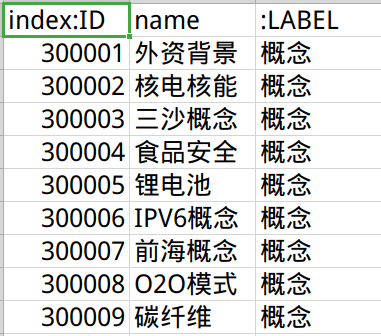 index:ID name :LABEL
300001 外资背景 概念
300002 核电核能 概念
300003 三沙概念 概念
300004 食品安全 概念
300005 锂电池 概念
300006 IPV6概念 概念
300007 前海概念 概念
300008 O2O模式 概念
300009 碳纤维 概念